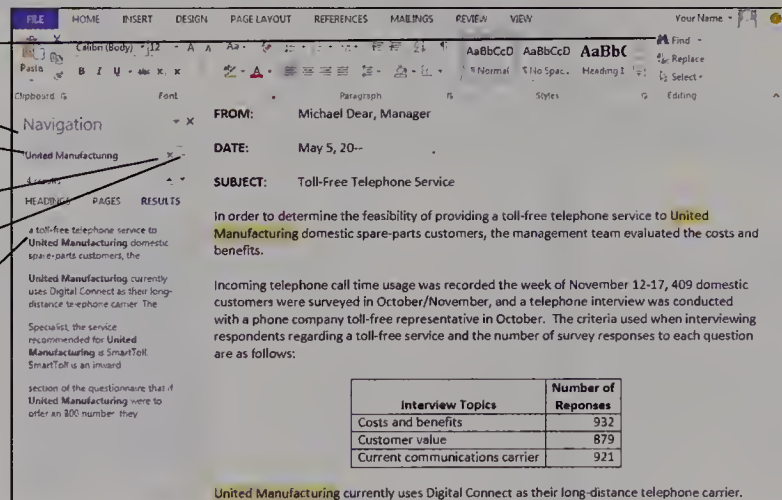 FILE HOME INSERT DESIGN PAGE LAYOUT REFERENCES MAILINGS REVIEW VIEW Your Name
Calibri (Body) 12 A A Aa
Find
Paste B I U abc x x A AaBbCcD AaBbCcD AaBb( Replace
¶ Normal ¶ No Spac... Heading 1 Select
Clipboard Font Paragraph Styles Editing
Navigation
United Manufacturing
4 results
HEADINGS PAGES RESULTS
a toll-free telephone service to
United Manufacturing domestic
spare-parts customers, the
United Manufacturing currently
uses Digital Connect as their long-
distance telephone carrier. The
Specialist, the service
recommended for United
Manufacturing is SmartToll.
SmartToll is an inward
section of the questionnaire that if
United Manufacturing were to
offer an 800 number they
FROM: Michael Dear, Manager
DATE: May 5, 20--
SUBJECT: Toll-Free Telephone Service
In order to determine the feasibility of providing a toll-free telephone service to United
Manufacturing domestic spare-parts customers, the management team evaluated the costs and
benefits.
Incoming telephone call time usage was recorded the week of November 12-17, 409 domestic
customers were surveyed in October/November, and a telephone interview was conducted
with a phone company toll-free representative in October. The criteria used when interviewing
respondents regarding a toll-free service and the number of survey responses to each question
are as follows:
Interview Topics Number of
Reponses
Costs and benefits 932
Customer value 879
Current communications carrier 921
United Manufacturing currently uses Digital Connect as their long-distance telephone carrier.